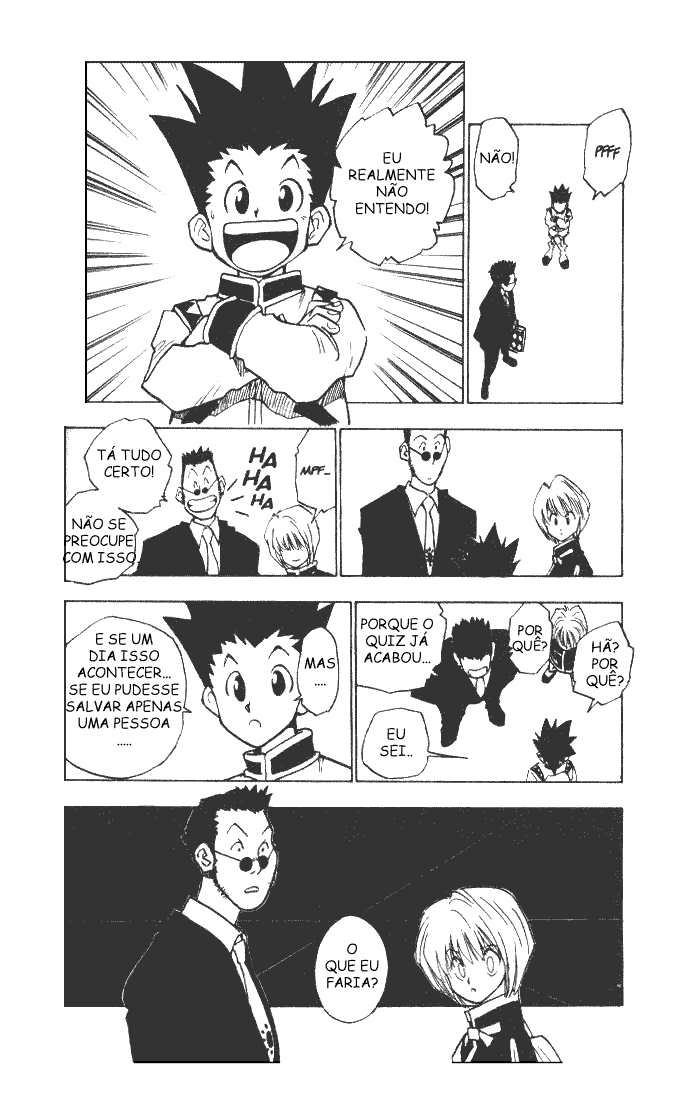 PFFF
NÃO!
EU
REALMENTE
NÃO
ENTENDO!
MPF_
HA
HA
HA
TÁ TUDO
CERTO!
NÃO SE
PREOCUPE
COM ISSO
HÃ?
POR
QUÊ?
POR
QUÊ?
PORQUE O
QUIZ JÁ
ACABOU...
EU
SEI..
MAS
....
E SE UM
DIA ISSO
ACONTECER...
SE EU PUDESSE
SALVAR APENAS
UMA PESSOA
.....
O
QUE EU
FARIA?